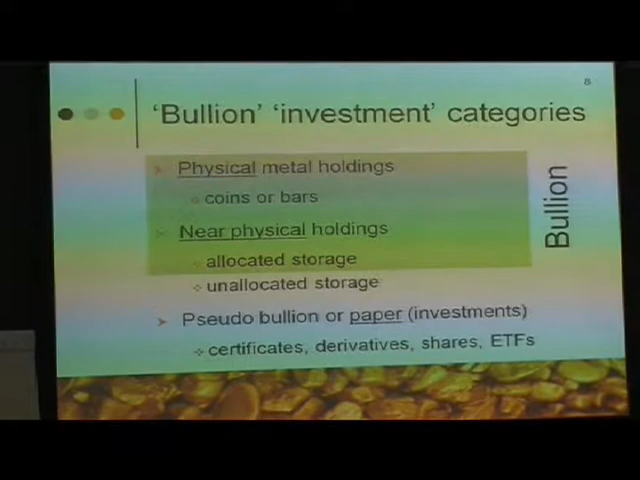 8
'Bullion' 'investment' categories
Physical metal holdings
coins or bars
Near physical holdings
allocated storage
unallocated storage
Pseudo bullion or paper (investments)
certificates, derivatives, shares, ETFs
Bullion